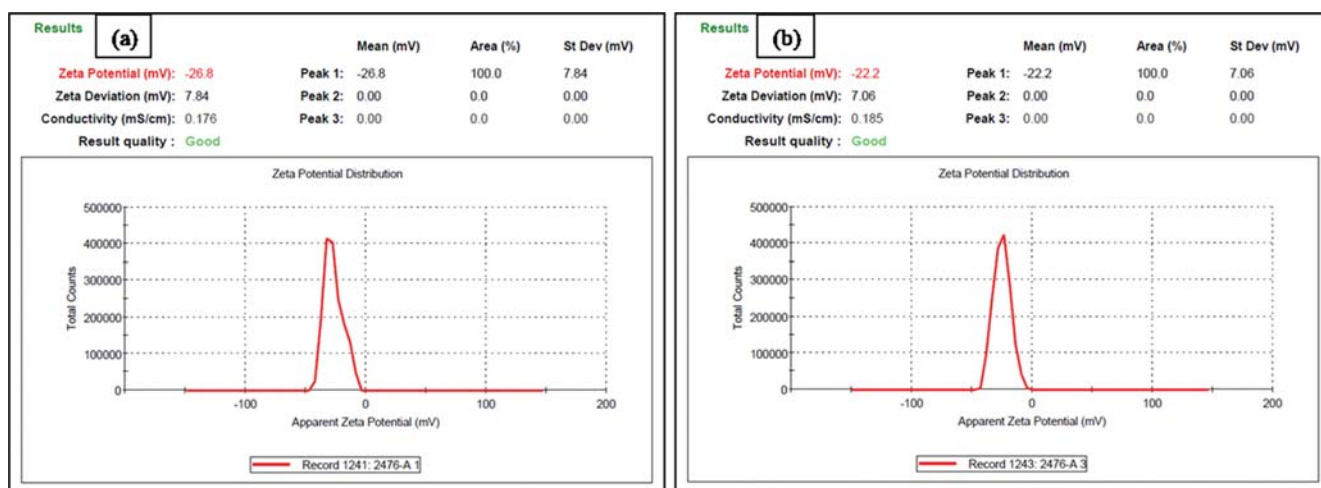 Results
(a)
Mean (mV) Area (%) St Dev (mV)
Zeta Potential (mV): -26.8 Peak 1: -26.8 100.0 7.84
Zeta Deviation (mV): 7.84 Peak 2: 0.00 0.0 0.00
Conductivity (mS/cm): 0.176 Peak 3: 0.00 0.0 0.00
Result quality : Good
Zeta Potential Distribution
500000
400000
300000
200000
100000
0
Total Counts
-100 0 100 200
Apparent Zeta Potential (mV)
Record 1241: 2476-A 1
Results
(b)
Mean (mV) Area (%) St Dev (mV)
Zeta Potential (mV): -22.2 Peak 1: -22.2 100.0 7.06
Zeta Deviation (mV): 7.06 Peak 2: 0.00 0.0 0.00
Conductivity (mS/cm): 0.185 Peak 3: 0.00 0.0 0.00
Result quality : Good
Zeta Potential Distribution
500000
400000
300000
200000
100000
0
Total Counts
-100 0 100 200
Apparent Zeta Potential (mV)
Record 1243: 2476-A 3